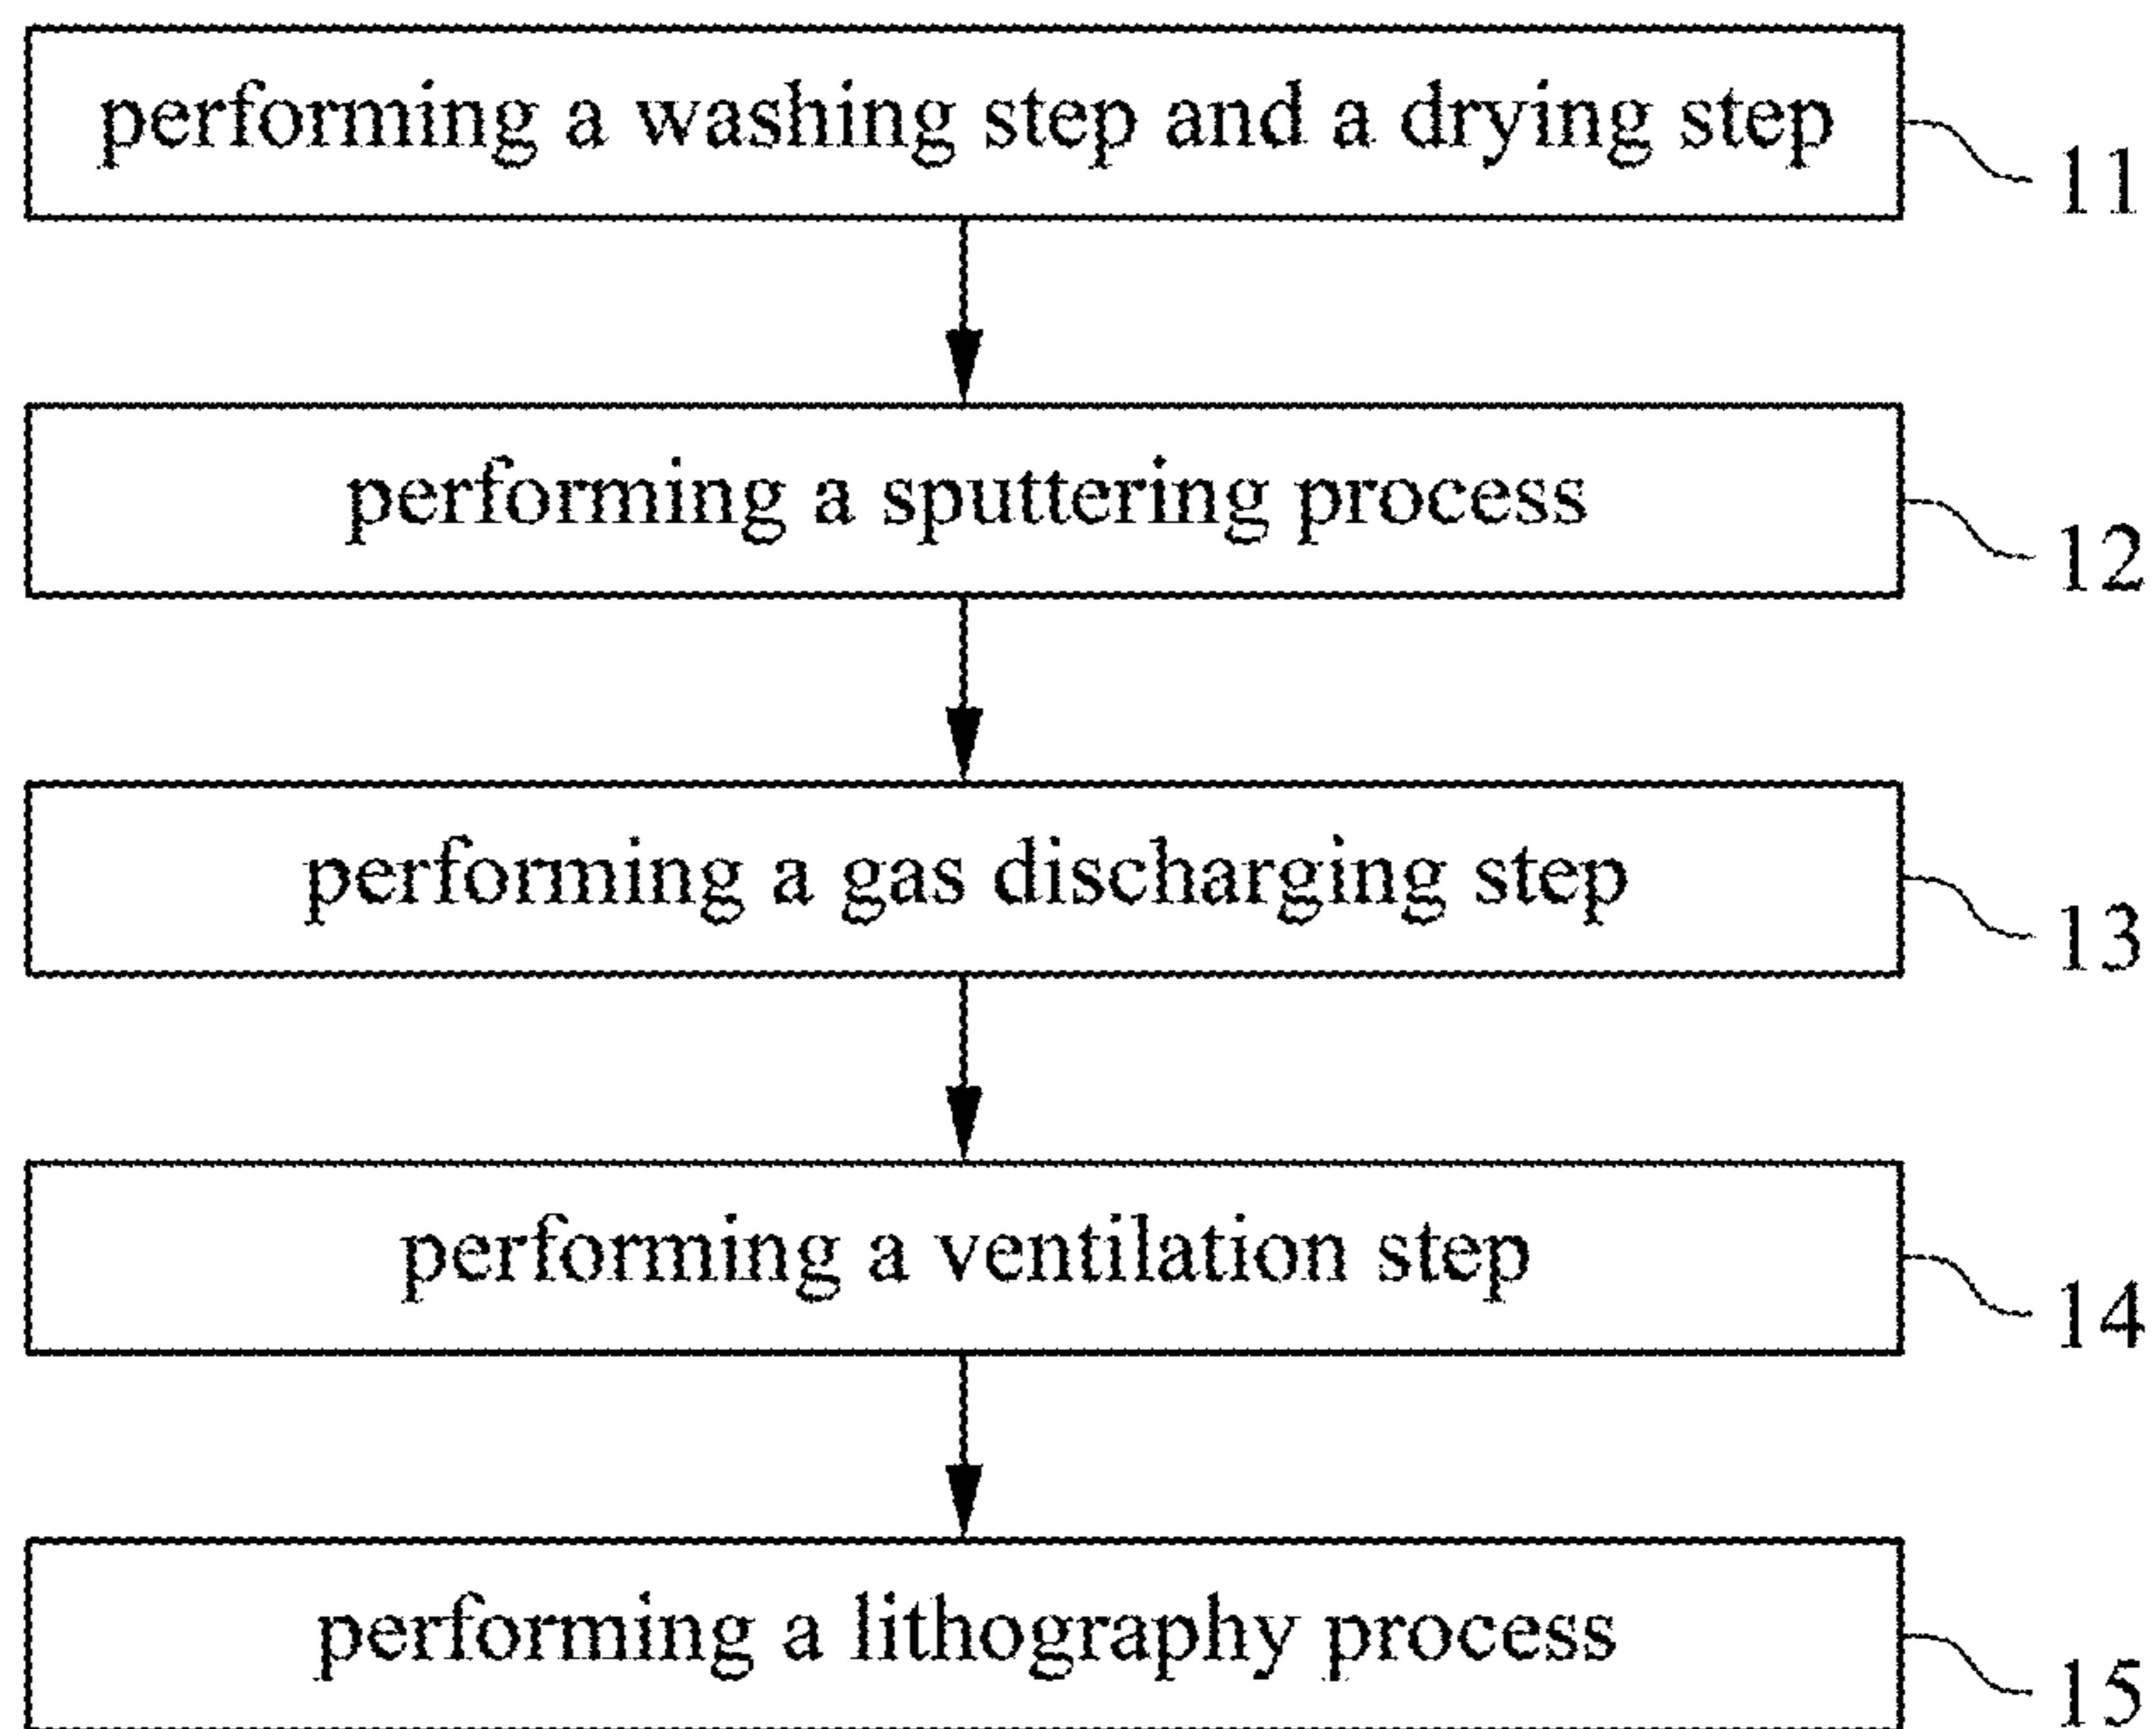 performing a washing step and a drying step
11
performing a sputtering process
12
performing a gas discharging step
13
performing a ventilation step
14
performing a lithography process
15